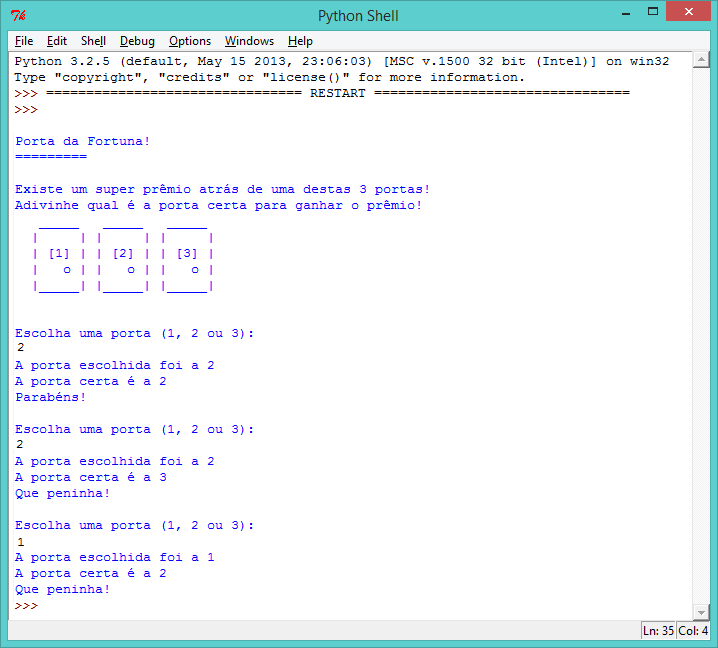 Python Shell
File Edit Shell Debug Options Windows Help
Python 3.2.5 (default, May 15 2013, 23:06:03) [MSC v.1500 32 bit (Intel)] on win32
Type "copyright", "credits" or "license()" for more information.
>>> ================================ RESTART ================================
>>>
Porta da Fortuna!
=========
Existe um super prêmio atrás de uma destas 3 portas!
Adivinhe qual é a porta certa para ganhar o prêmio!
   _____   _____   _____
  |     | |     | |     |
  | [1] | | [2] | | [3] |
  |   o | |   o | |   o |
  |_____| |_____| |_____|
Escolha uma porta (1, 2 ou 3):
2
A porta escolhida foi a 2
A porta certa é a 2
Parabéns!
Escolha uma porta (1, 2 ou 3):
2
A porta escolhida foi a 2
A porta certa é a 3
Que peninha!
Escolha uma porta (1, 2 ou 3):
1
A porta escolhida foi a 1
A porta certa é a 2
Que peninha!
>>>
Ln: 35 Col: 4